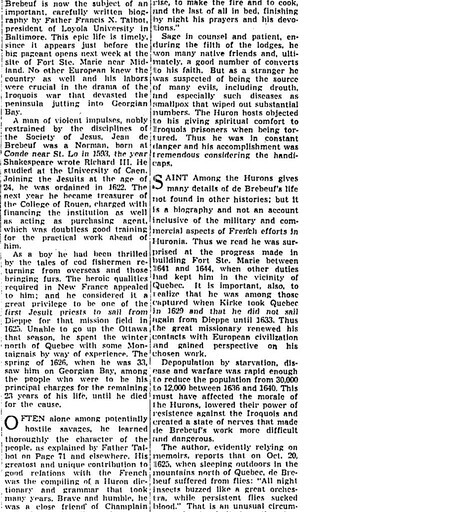 Brebeuf is now the subject of an
important, carefully written biog-
raphy by Father Francis X. Talbot,
president of Loyola University in
Baltimore. This epic life is timely,
since it appears just before the
big pageant opens next week at the
site of Fort Ste. Marie near Mid-
land. No other European knew the
country as well and his labors
were crucial in the drama of the
Iroquois war that devasted the
peninsula jutting into Georgian
Bay.
A man of violent impulses, nobly
restrained by the disciplines of
the Society of Jesus, Jean de
Brebeuf was a Norman, born at
Conde near St. Lo in 1593, the year
Shakespeare wrote Richard III. He
studied at the University of Caen.
Joining the Jesuits at the age of
24, he was ordained in 1622. The
next year he became treasurer of
the College of Rouen, charged with
financing the institution as well
as acting as purchasing agent,
which was doubtless good training
for the practical work ahead of
him.
As a boy he had been thrilled
by the tales of cod fishermen re-
turning from overseas and those
bringing furs. The heroic qualities
required in New France appealed
to him; and he considered it a
great privilege to be one of the
first Jesuit priests to sail from
Dieppe for that mission field in
1625. Unable to go up the Ottawa
that season, he spent the winter
north of Quebec with some Mon-
taignais by way of experience. The
spring of 1626, when he was 33,
saw him on Georgian Bay, among
the people who were to be his
principal charges for the remaining
23 years of his life, until he died
for the cause.
OFTEN alone among potentially
hostile savages, he learned
thoroughly the character of the
people, as explained by Father Tal-
bot on Page 71 and elsewhere. His
greatest and unique contribution to
good relations with the French
was the compiling of a Huron dic-
tionary and grammar that took
many years. Brave and humble, he
was a close friend of Champlain
rise, to make the fire and to cook,
and the last of all in bed, finishing
by night his prayers and his devo-
tions."
Sage in counsel and patient, en-
during the filth of the lodges, he
won many native friends and, ulti-
mately, a good number of converts
to his faith. But as a stranger he
was suspected of being the source
of many evils, including drouth,
and especially such diseases as
smallpox that wiped out substantial
numbers. The Huron hosts objected
to his giving spiritual comfort to
Iroquois prisoners when being tor-
tured. Thus he was in constant
danger and his accomplishment was
tremendous considering the handi-
caps.
SAINT Among the Hurons gives
many details of de Brebeuf's life
not found in other histories; but it
is a biography and not an account
inclusive of the military and com-
mercial aspects of French efforts in
Huronia. Thus we read he was sur-
prised at the progress made in
building Fort Ste. Marie between
1641 and 1644, when other duties
had kept him in the vicinity of
Quebec. It is important, also, to
realize that he was among those
captured when Kirke took Quebec
in 1629 and that he did not sail
again from Dieppe until 1633. Thus
the great missionary renewed his
contacts with European civilization
and gained perspective on his
chosen work.
Depopulation by starvation, dis-
ease and warfare was rapid enough
to reduce the population from 30,000
to 12,000 between 1636 and 1640. This
must have affected the morale of
the Hurons, lowered their power of
resistance against the Iroquois and
created a state of nerves that made
de Brebeuf's work more difficult
and dangerous.
The author, evidently relying on
memoirs, reports that on Oct. 20,
1625, when sleeping outdoors in the
mountains north of Quebec, de Bre-
beuf suffered from flies: "All night
insects buzzed like a great orches-
tra, while persistent flies sucked
blood." That is an unusual circum-